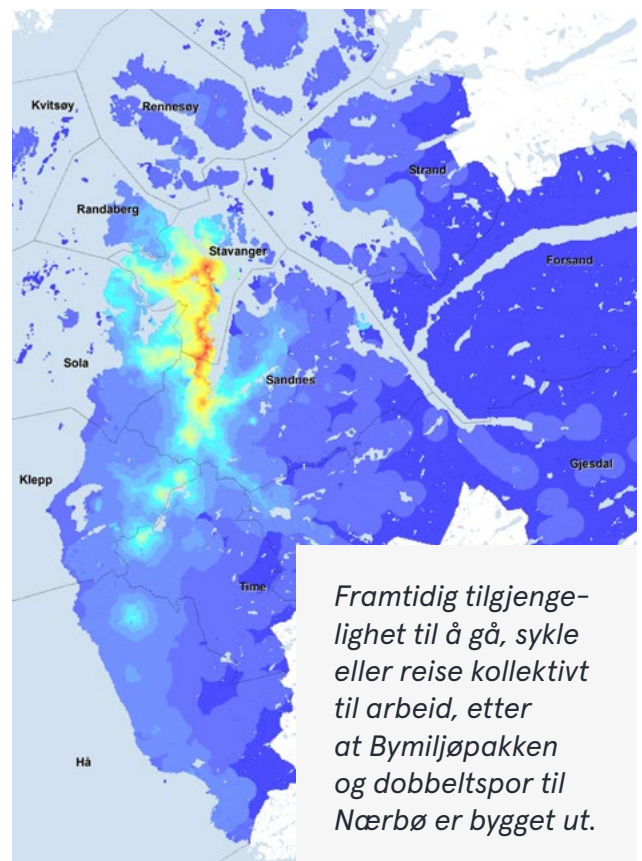 Kvitsøy
Rennesøy
Strand
Randaberg
Stavanger
Forsand
Sola
Sandnes
Klepp
Gjesdal
Time
Hå
Framtidig tilgjenge-
lighet til å gå, sykle
eller reise kollektivt
til arbeid, etter
at Bymiljøpakken
og dobbeltspor til
Nærbø er bygget ut.